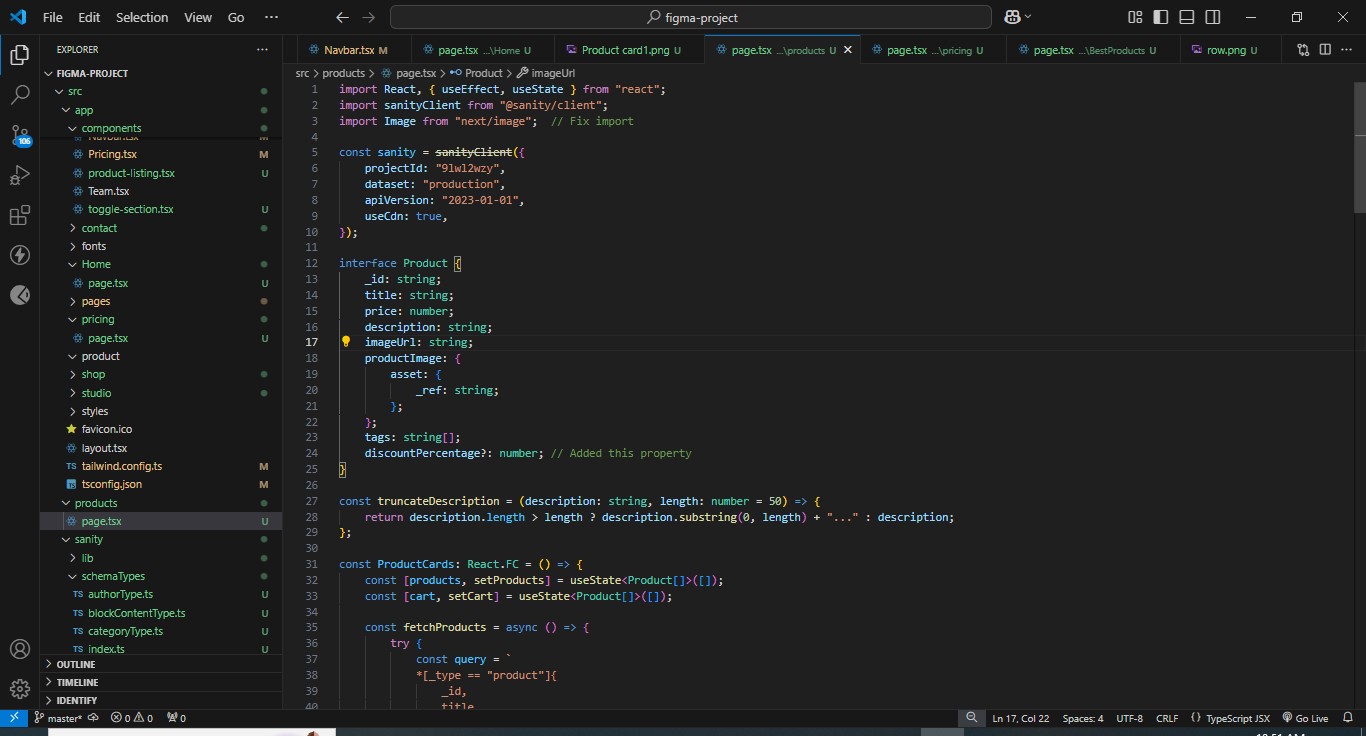 File Edit Selection View Go ··· figma-project
EXPLORER ···
Navbar.tsx M page.tsx ...\Home U Product card1.png U page.tsx ...\products U page.tsx ...\pricing U page.tsx ...\BestProducts U row.png U
src > products > page.tsx > Product > imageUrl
FIGMA-PROJECT
src
app
components
Navbar.tsx M
Pricing.tsx M
product-listing.tsx U
Team.tsx
toggle-section.tsx U
contact
fonts
Home
page.tsx U
pages
pricing
page.tsx U
product
shop
studio
styles
favicon.ico
layout.tsx
tailwind.config.ts M
tsconfig.json M
products
page.tsx U
sanity
lib
schemaTypes
authorType.ts U
blockContentType.ts U
categoryType.ts U
index.ts U
OUTLINE
TIMELINE
IDENTIFY
106
1 import React, { useEffect, useState } from "react";
2 import sanityClient from "@sanity/client";
3 import Image from "next/image";  // Fix import
4
5 const sanity = sanityClient({
6     projectId: "9lwl2wzy",
7     dataset: "production",
8     apiVersion: "2023-01-01",
9     useCdn: true,
10 });
11
12 interface Product {
13     _id: string;
14     title: string;
15     price: number;
16     description: string;
17     imageUrl: string;
18     productImage: {
19         asset: {
20             _ref: string;
21         };
22     };
23     tags: string[];
24     discountPercentage?: number; // Added this property
25 }
26
27 const truncateDescription = (description: string, length: number = 50) => {
28     return description.length > length ? description.substring(0, length) + "..." : description;
29 };
30
31 const ProductCards: React.FC = () => {
32     const [products, setProducts] = useState<Product[]>([]);
33     const [cart, setCart] = useState<Product[]>([]);
34
35     const fetchProducts = async () => {
36         try {
37             const query = `
38             *[_type == "product"]{
39                 _id,
40                 title
master* 0 0 0 Ln 17, Col 22 Spaces: 4 UTF-8 CRLF {} TypeScript JSX Go Live